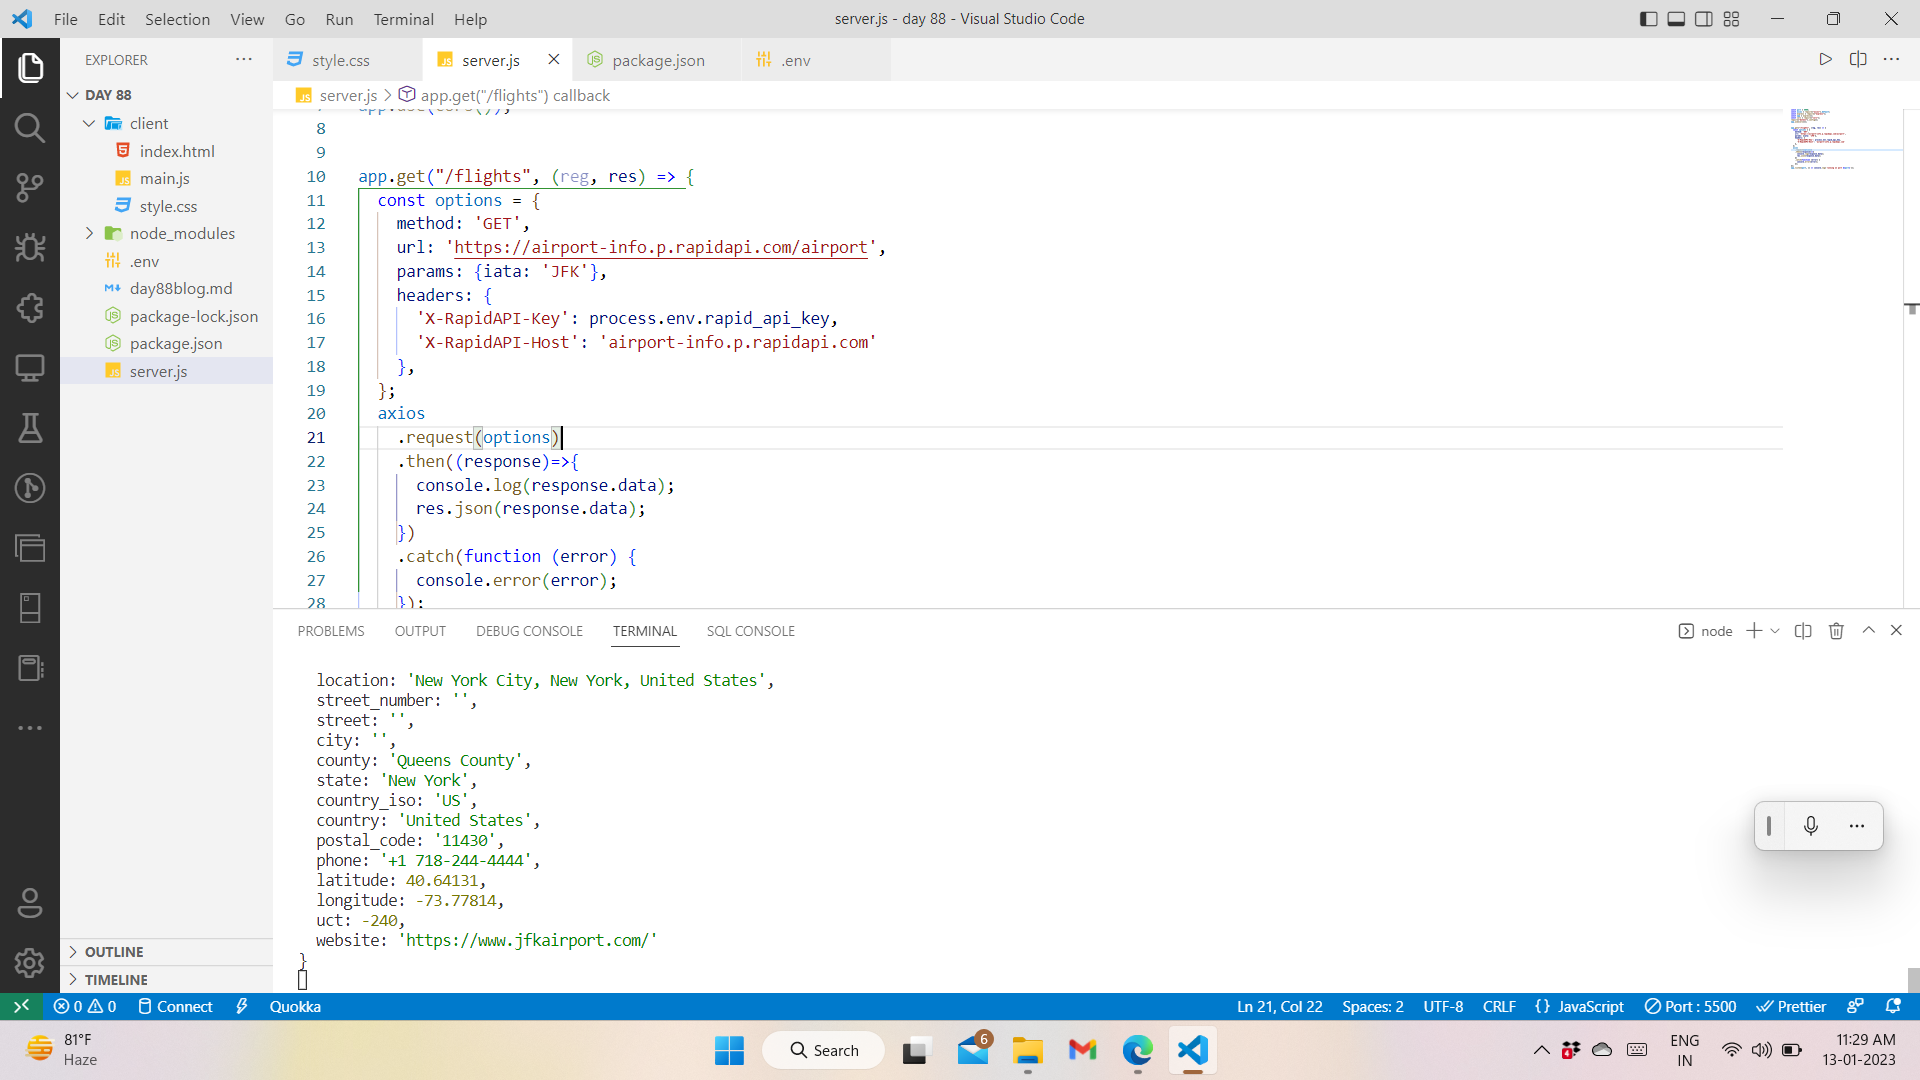 File Edit Selection View Go Run Terminal Help
server.js - day 88 - Visual Studio Code
EXPLORER
DAY 88
client
index.html
main.js
style.css
node_modules
.env
day88blog.md
package-lock.json
package.json
server.js
OUTLINE
TIMELINE
style.css server.js package.json .env
server.js > app.get("/flights") callback
app.use(cors());
8
9
10 app.get("/flights", (reg, res) => {
11 const options = {
12 method: 'GET',
13 url: 'https://airport-info.p.rapidapi.com/airport',
14 params: {iata: 'JFK'},
15 headers: {
16 'X-RapidAPI-Key': process.env.rapid_api_key,
17 'X-RapidAPI-Host': 'airport-info.p.rapidapi.com'
18 },
19 };
20 axios
21 .request(options)
22 .then((response)=>{
23 console.log(response.data);
24 res.json(response.data);
25 })
26 .catch(function (error) {
27 console.error(error);
28 });
PROBLEMS OUTPUT DEBUG CONSOLE TERMINAL SQL CONSOLE
node
location: 'New York City, New York, United States',
street_number: '',
street: '',
city: '',
county: 'Queens County',
state: 'New York',
country_iso: 'US',
country: 'United States',
postal_code: '11430',
phone: '+1 718-244-4444',
latitude: 40.64131,
longitude: -73.77814,
uct: -240,
website: 'https://www.jfkairport.com/'
}
0 0 Connect Quokka
Ln 21, Col 22 Spaces: 2 UTF-8 CRLF {} JavaScript Port : 5500 Prettier
81°F
Haze
Search
6
4
ENG
IN
11:29 AM
13-01-2023